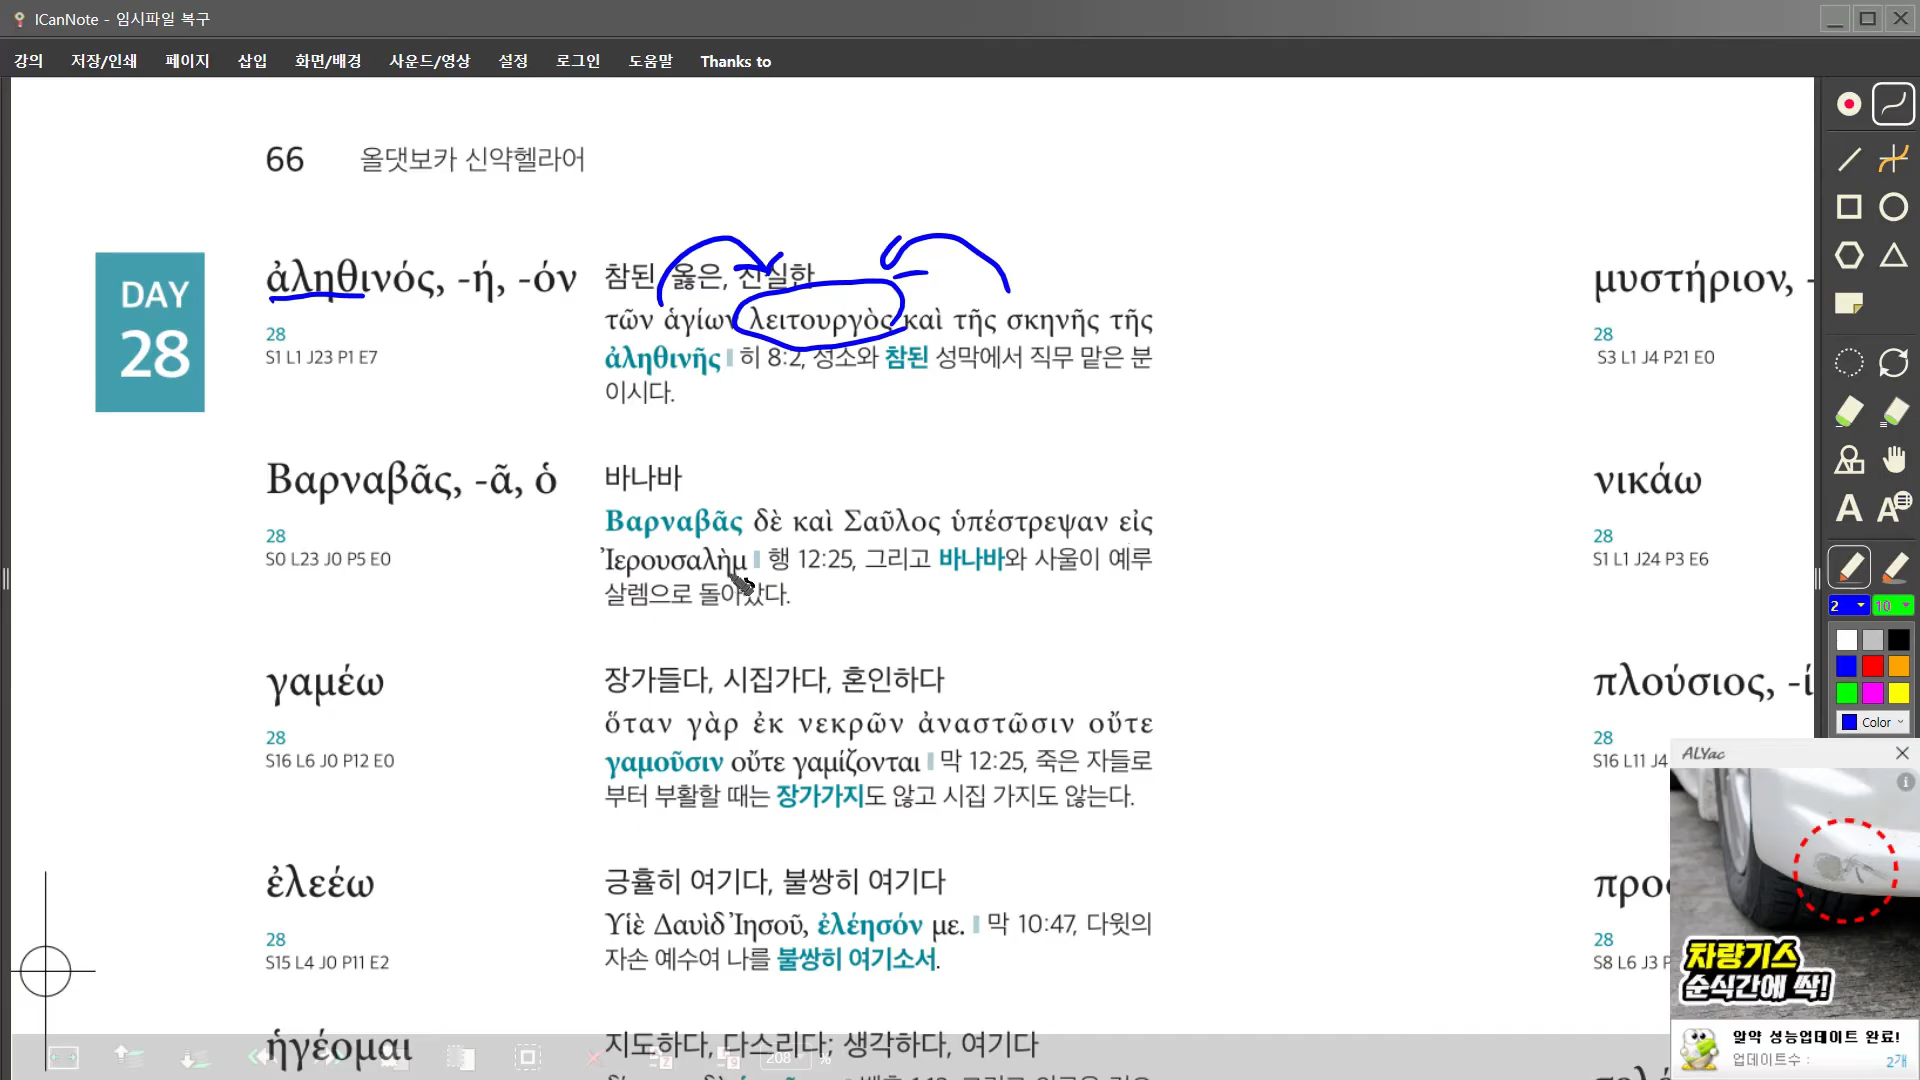 ICanNote - 임시파일 복구
강의 저장/인쇄 페이지 삽입 화면/배경 사운드/영상 설정 로그인 도움말 Thanks to
66 올댓보카 신약헬라어
DAY
28
ἀληθινός, -ή, -όν
28
S1 L1 J23 P1 E7
참된, 옳은, 진실한
τῶν ἁγίων λειτουργὸς καὶ τῆς σκηνῆς τῆς
ἀληθινῆς 히 8:2, 성소와 참된 성막에서 직무 맡은 분
이시다.
Βαρναβᾶς, -ᾶ, ὁ
28
S0 L23 J0 P5 E0
바나바
Βαρναβᾶς δὲ καὶ Σαῦλος ὑπέστρεψαν εἰς
Ἰερουσαλὴμ 행 12:25, 그리고 바나바와 사울이 예루
살렘으로 돌아왔다.
γαμέω
28
S16 L6 J0 P12 E0
장가들다, 시집가다, 혼인하다
ὅταν γὰρ ἐκ νεκρῶν ἀναστῶσιν οὔτε
γαμοῦσιν οὔτε γαμίζονται 막 12:25, 죽은 자들로
부터 부활할 때는 장가가지도 않고 시집 가지도 않는다.
ἐλεέω
28
S15 L4 J0 P11 E2
긍휼히 여기다, 불쌍히 여기다
Υἱὲ Δαυὶδ Ἰησοῦ, ἐλέησόν με. 막 10:47, 다윗의
자손 예수여 나를 불쌍히 여기소서.
ἡγέομαι
지도하다, 다스리다; 생각하다, 여기다
208 %
μυστήριον, -
28
S3 L1 J4 P21 E0
νικάω
28
S1 L1 J24 P3 E6
πλούσιος, -ί
28
S16 L11 J4
προσ
28
S8 L6 J3 P
2 10
Color
ALYac
차량기스
순식간에 싹!
알약 성능업데이트 완료!
업데이트수 : 2개